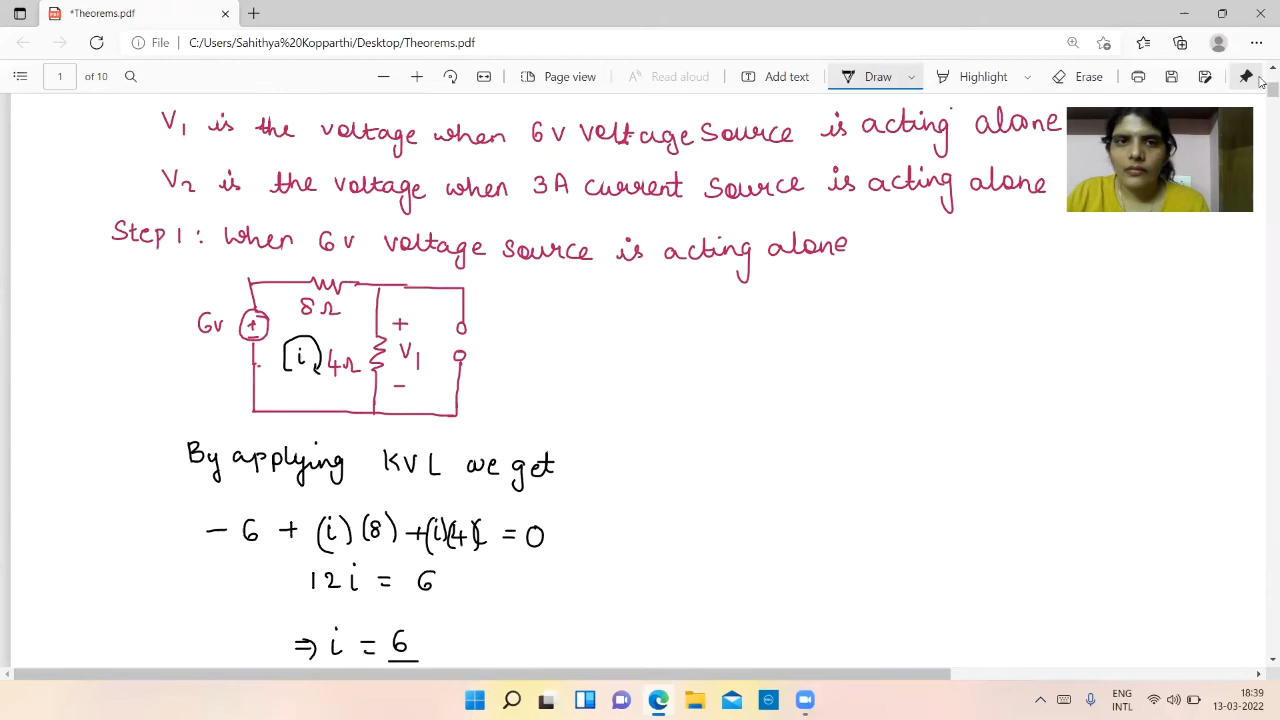 *Theorems.pdf
File C:/Users/Sahithya%20Kopparthi/Desktop/Theorems.pdf
1 of 10 Page view Read aloud Add text Draw Highlight Erase
V1 is the voltage when 6v voltage source is acting alone
V2 is the voltage when 3A current source is acting alone
Step 1: When 6v voltage source is acting alone
8Ω
6v + - i 4Ω + V1 -
By applying KVL we get
- 6 + (i)(8) + (i)(4) = 0
12i = 6
⇒ i = 6
ENG
INTL
18:39
13-03-2022